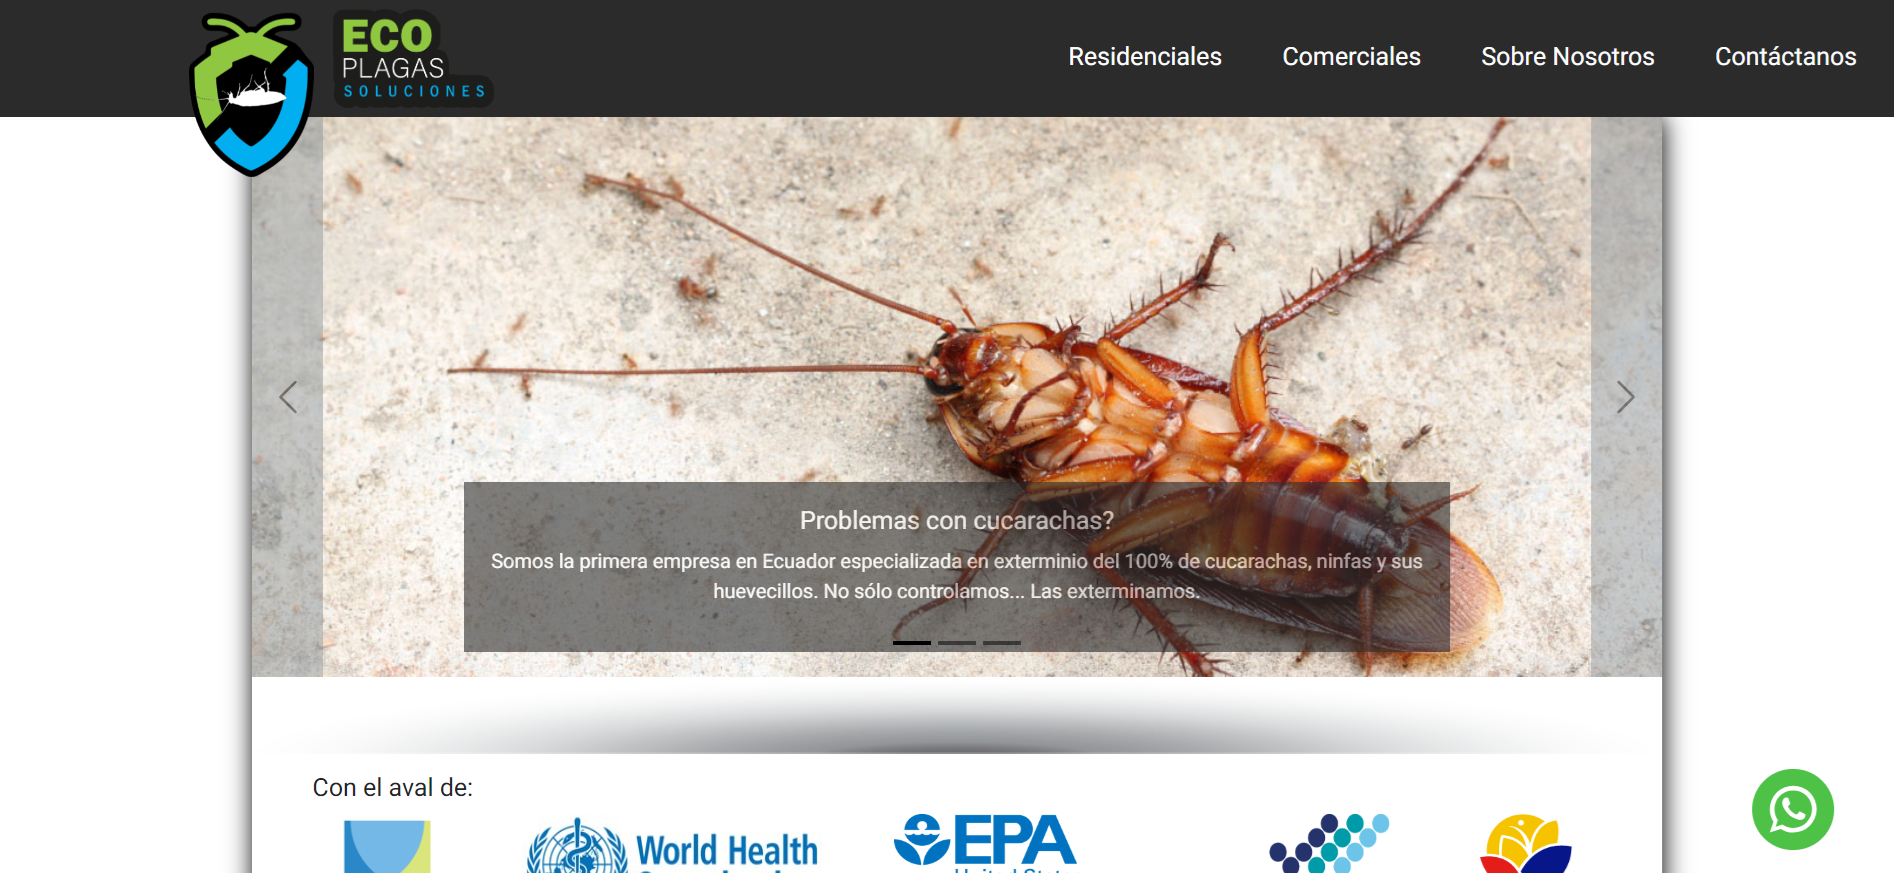 ECO
PLAGAS
SOLUCIONES
Residenciales
Comerciales
Sobre Nosotros
Contáctanos
Problemas con cucarachas?
Somos la primera empresa en Ecuador especializada en exterminio del 100% de cucarachas, ninfas y sus
huevecillos. No sólo controlamos... Las exterminamos.
Con el aval de:
World Health
EPA